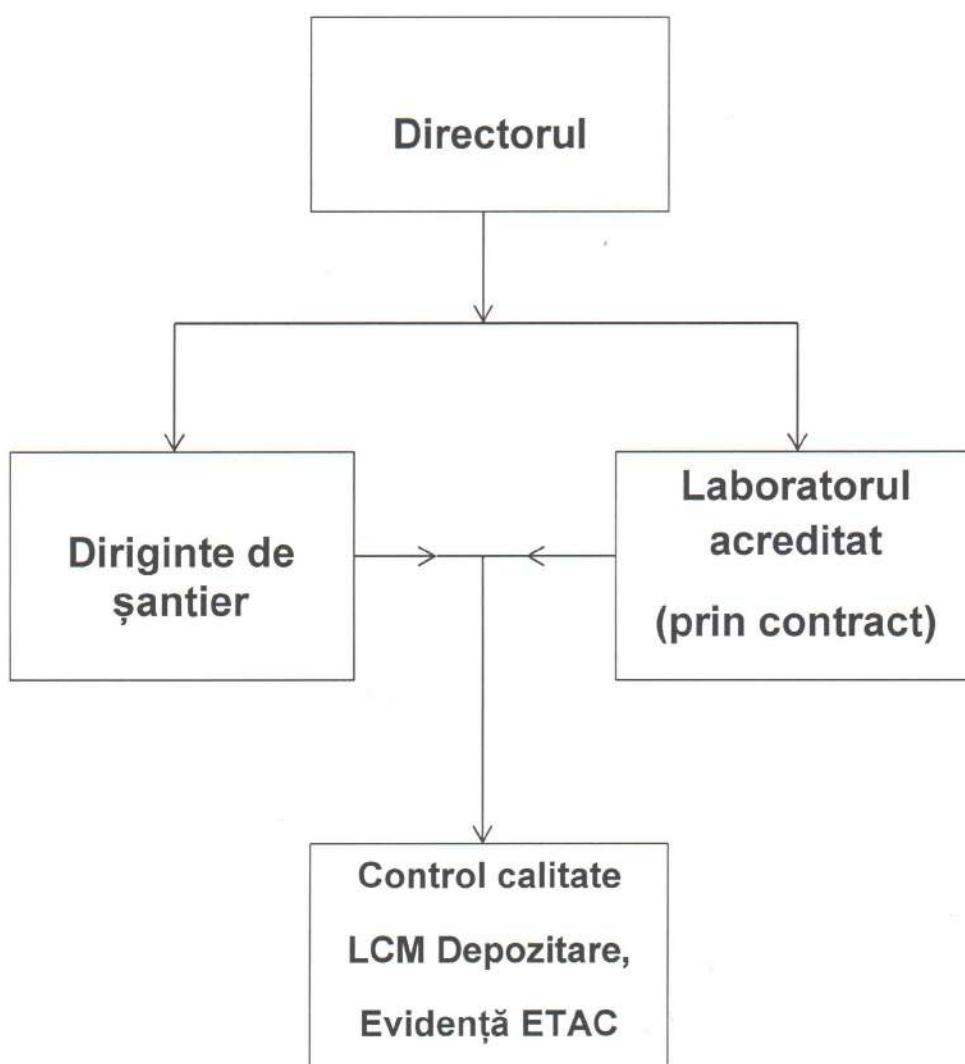 Directorul
Diriginte de
șantier
Laboratorul
acreditat
(prin contract)
Control calitate
LCM Depozitare,
Evidență ETAC